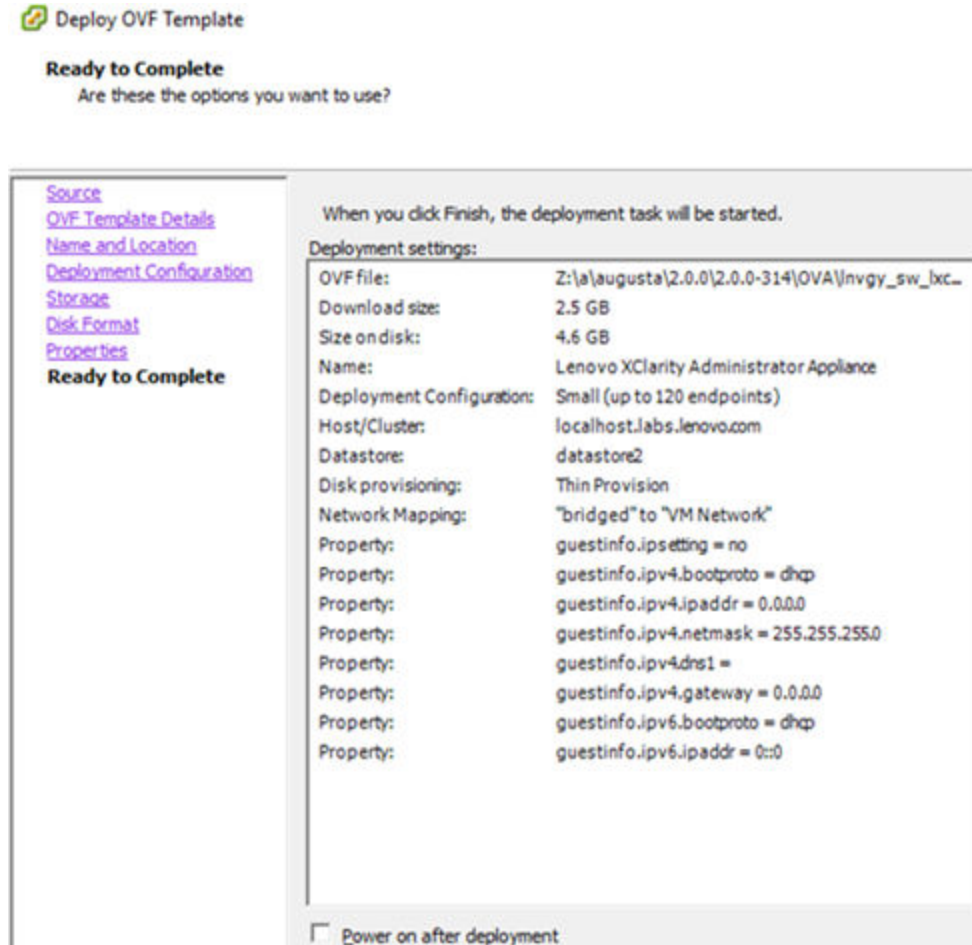 Deploy OVF Template
Ready to Complete
Are these the options you want to use?
Source
OVF Template Details
Name and Location
Deployment Configuration
Storage
Disk Format
Properties
Ready to Complete
When you click Finish, the deployment task will be started.
Deployment settings:
OVF file: Z:\a\augusta\2.0.0\2.0.0-314\OVA\lnvgy_sw_lxc...
Download size: 2.5 GB
Size on disk: 4.6 GB
Name: Lenovo XClarity Administrator Appliance
Deployment Configuration: Small (up to 120 endpoints)
Host/Cluster: localhost.labs.lenovo.com
Datastore: datastore2
Disk provisioning: Thin Provision
Network Mapping: "bridged" to "VM Network"
Property: guestinfo.ipsetting = no
Property: guestinfo.ipv4.bootproto = dhcp
Property: guestinfo.ipv4.ipaddr = 0.0.0.0
Property: guestinfo.ipv4.netmask = 255.255.255.0
Property: guestinfo.ipv4.dns1 =
Property: guestinfo.ipv4.gateway = 0.0.0.0
Property: guestinfo.ipv6.bootproto = dhcp
Property: guestinfo.ipv6.ipaddr = 0::0
Power on after deployment